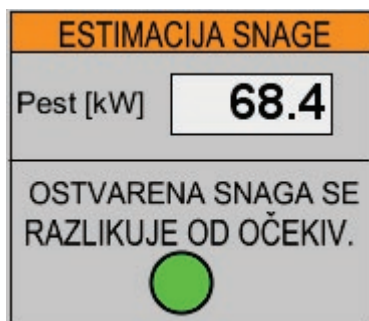 ESTIMACIJA SNAGE
Pest [kW] 68.4
OSTVARENA SNAGA SE
RAZLIKUJE OD OČEKIV.